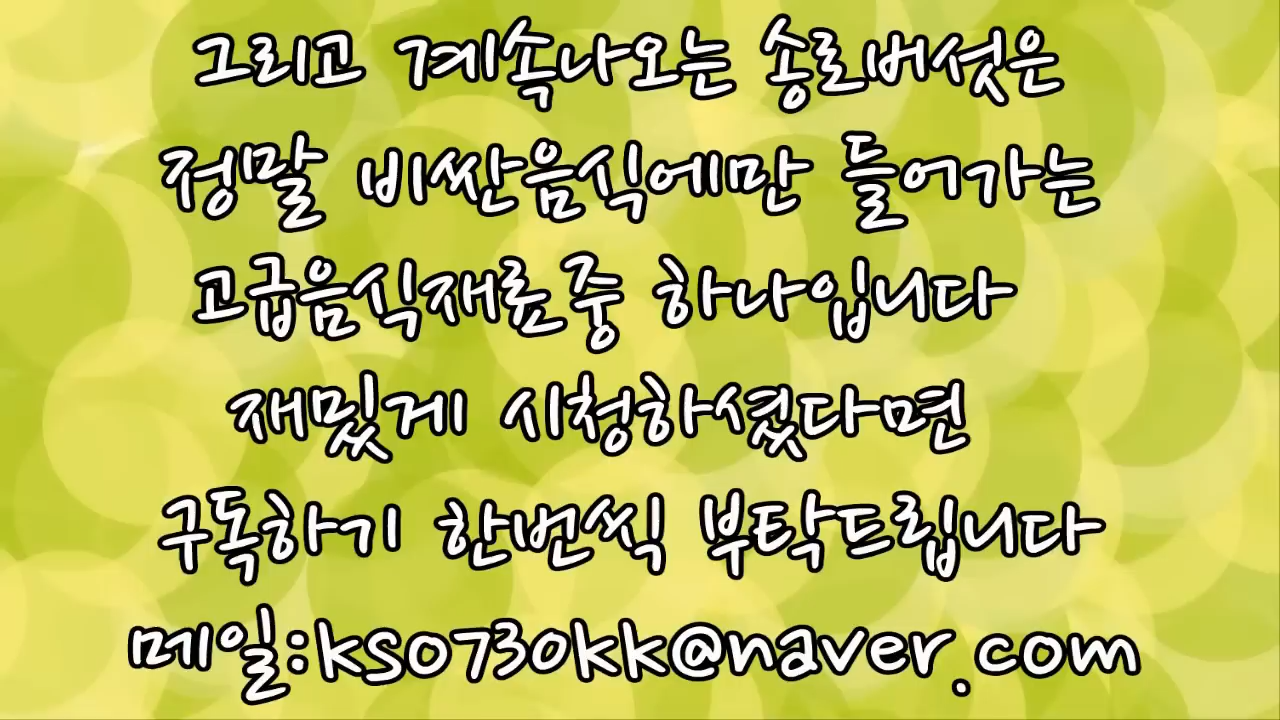 그리고 계속나오는 송로버섯은
정말 비싼음식에만 들어가는
고급음식재료중 하나입니다
재밌게 시청하셨다면
구독하기 한번씩 부탁드립니다
메일:kso730kk@naver.com